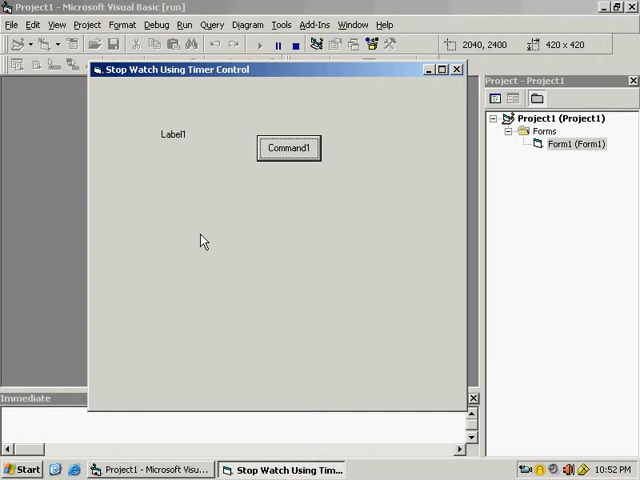 Project1 - Microsoft Visual Basic [run]
File Edit View Project Format Debug Run Query Diagram Tools Add-Ins Window Help
2040, 2400 420 x 420
Stop Watch Using Timer Control
Project - Project1
Label1
Command1
Project1 (Project1)
Forms
Form1 (Form1)
Immediate
Start
Project1 - Microsoft Visu...
Stop Watch Using Tim...
10:52 PM